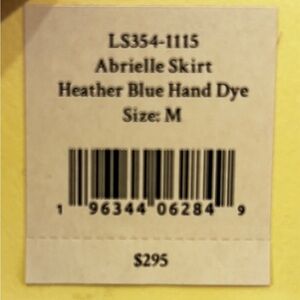 LS354-1115
Abrielle Skirt
Heather Blue Hand Dye
Size: M
1 96344 06284 9
$295